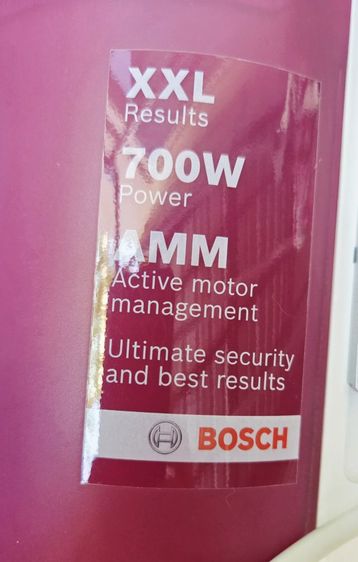 XXL
Results
700W
Power
AMM
Active motor
management
Ultimate security
and best results
BOSCH